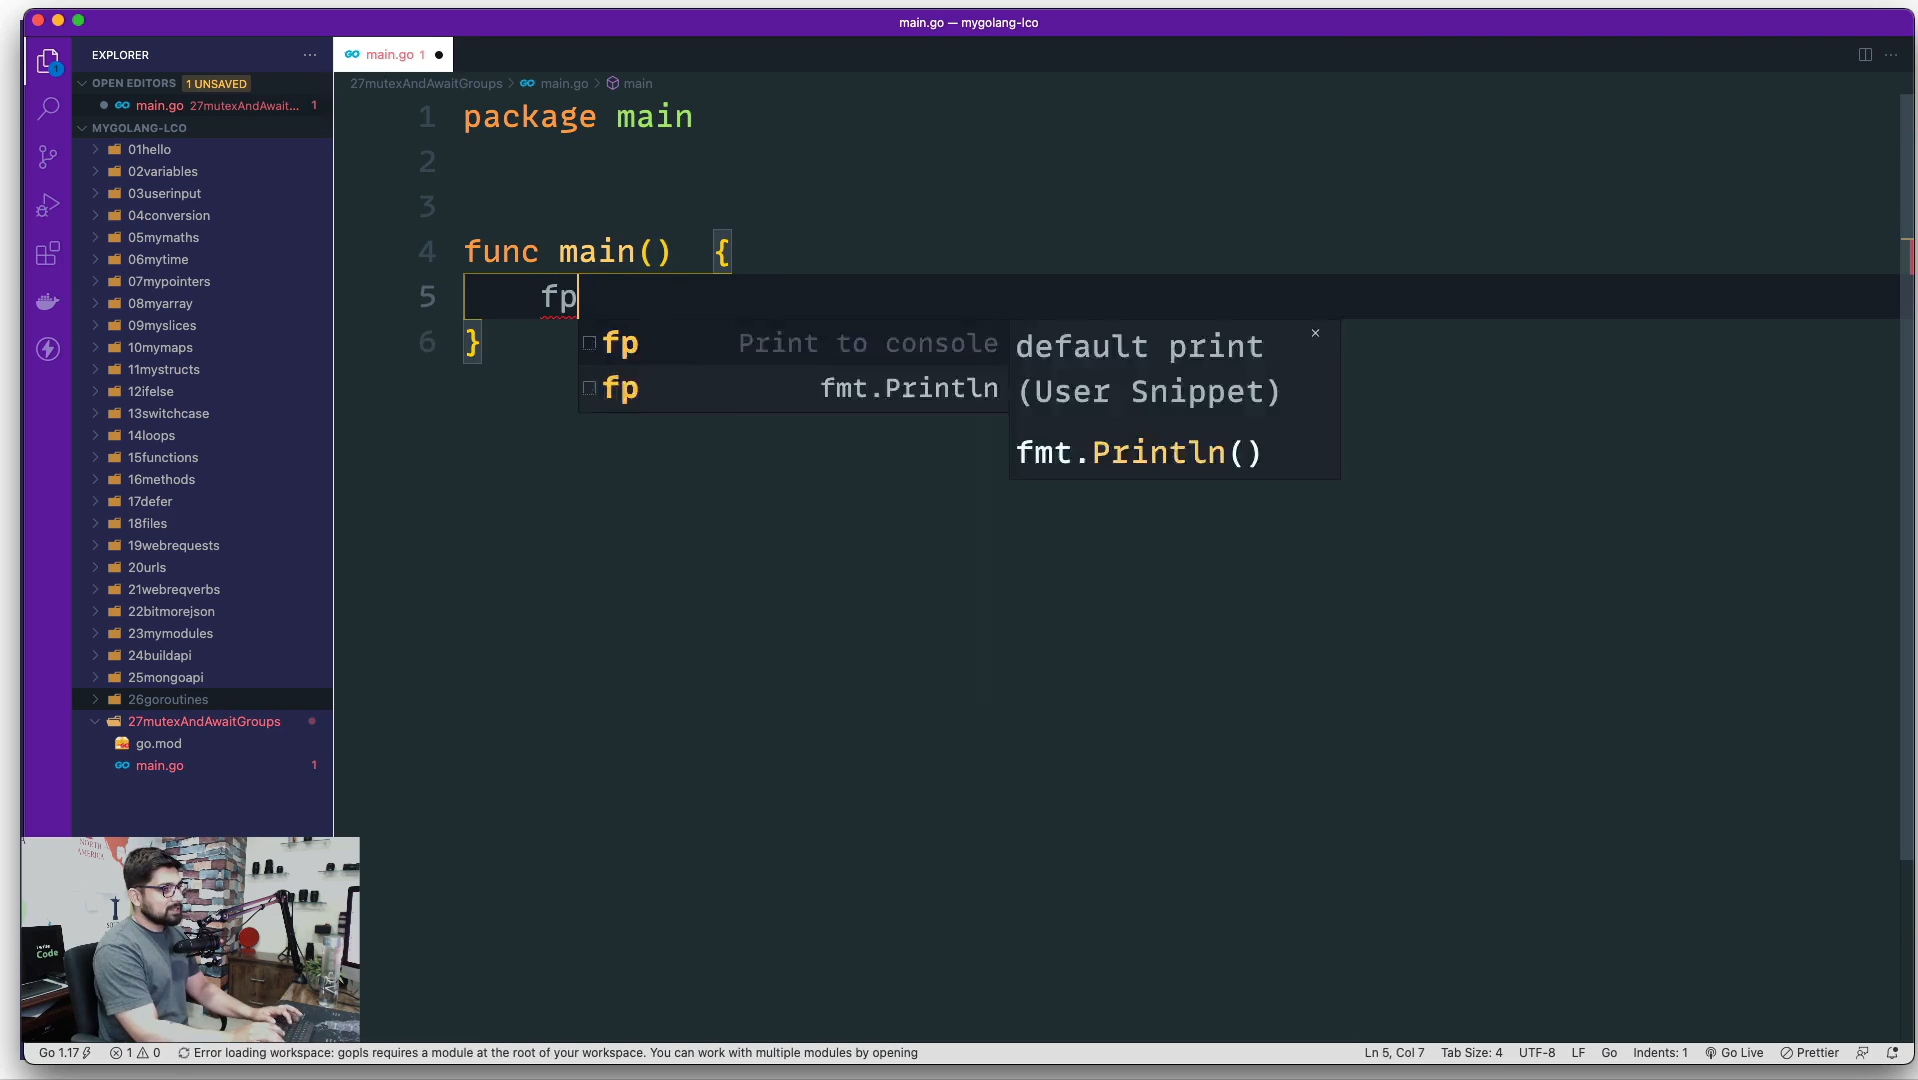 main.go — mygolang-lco
EXPLORER
OPEN EDITORS 1 UNSAVED
main.go 27mutexAndAwait... 1
MYGOLANG-LCO
01hello
02variables
03userinput
04conversion
05mymaths
06mytime
07mypointers
08myarray
09myslices
10mymaps
11mystructs
12ifelse
13switchcase
14loops
15functions
16methods
17defer
18files
19webrequests
20urls
21webreqverbs
22bitmorejson
23mymodules
24buildapi
25mongoapi
26goroutines
27mutexAndAwaitGroups
go.mod
main.go 1
main.go 1
27mutexAndAwaitGroups > main.go > main
1 package main
2
3
4 func main()  {
5 fp
6 }
fp Print to console
fp fmt.Println
default print
(User Snippet)
fmt.Println()
NORTH
AMERICA
I write
Code
Go 1.17 1 0 Error loading workspace: gopls requires a module at the root of your workspace. You can work with multiple modules by opening
Ln 5, Col 7 Tab Size: 4 UTF-8 LF Go Indents: 1 Go Live Prettier